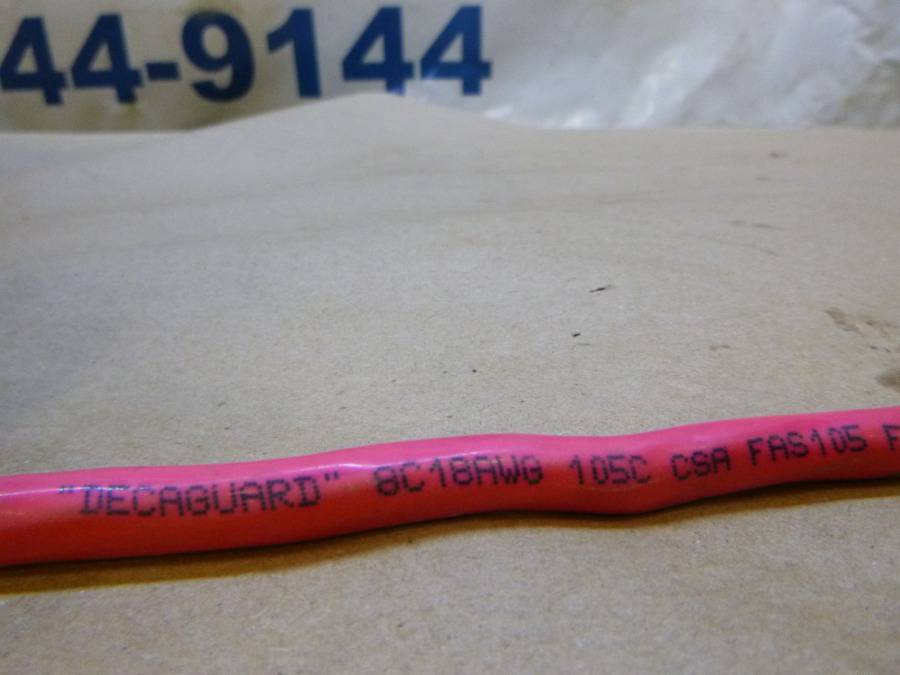 44-9144
"DECAGUARD" 8C18AWG 105C CSA FAS105 F